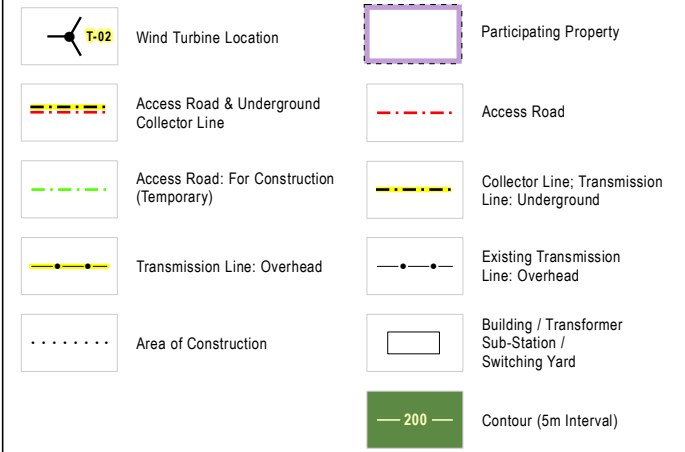 T-02
Wind Turbine Location
Access Road & Underground
Collector Line
Access Road: For Construction
(Temporary)
Transmission Line: Overhead
Area of Construction
Participating Property
Access Road
Collector Line; Transmission
Line: Underground
Existing Transmission
Line: Overhead
Building / Transformer
Sub-Station /
Switching Yard
200
Contour (5m Interval)